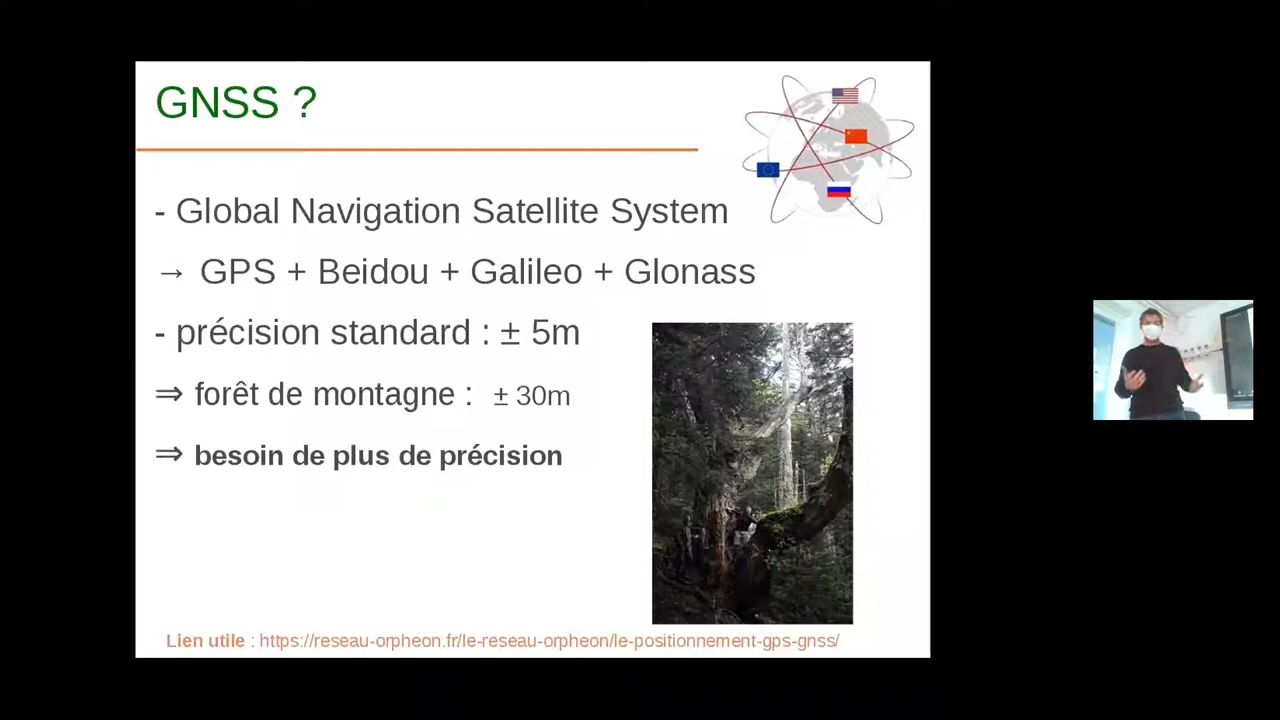 GNSS ?
- Global Navigation Satellite System
→ GPS + Beidou + Galileo + Glonass
- précision standard : ± 5m
⇒ forêt de montagne : ± 30m
⇒ besoin de plus de précision
Lien utile : https://reseau-orpheon.fr/le-reseau-orpheon/le-positionnement-gps-gnss/